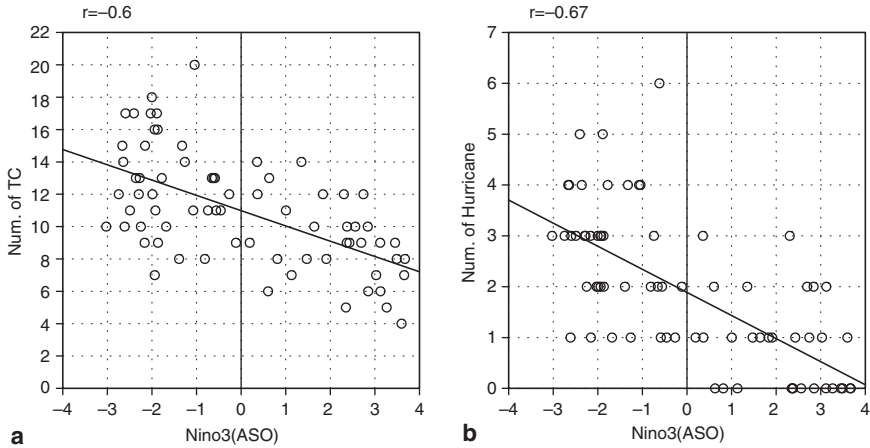 r=–0.6
22
20
18
16
14
12
10
8
6
4
2
0
Num. of TC
–4 –3 –2 –1 0 1 2 3 4
Nino3(ASO)
a
r=–0.67
7
6
5
4
3
2
1
0
Num. of Hurricane
–4 –3 –2 –1 0 1 2 3 4
Nino3(ASO)
b